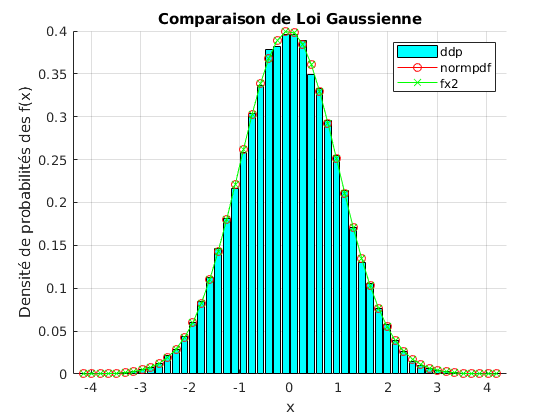 Comparaison de Loi Gaussienne
ddp
normpdf
fx2
Densité de probabilités des f(x)
0.4
0.35
0.3
0.25
0.2
0.15
0.1
0.05
0
-4 -3 -2 -1 0 1 2 3 4
x